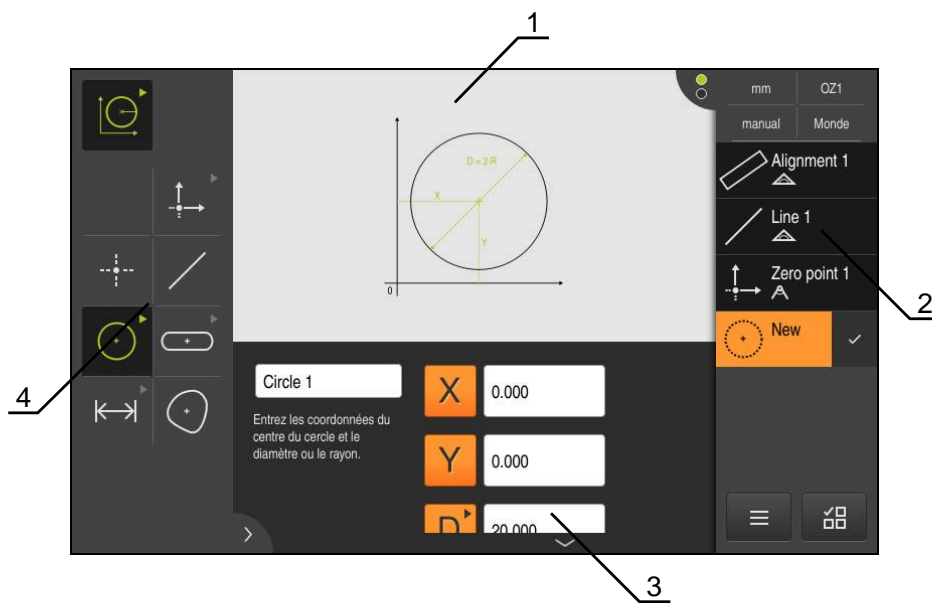 1
mm
OZ1
manual
Monde
Alignment 1
D = 2·R
X
Line 1
Y
Zero point 1
0
2
New
4
Circle 1
X
0.000
Entrez les coordonnées du
centre du cercle et le
diamètre ou le rayon.
Y
0.000
D
20.000
3